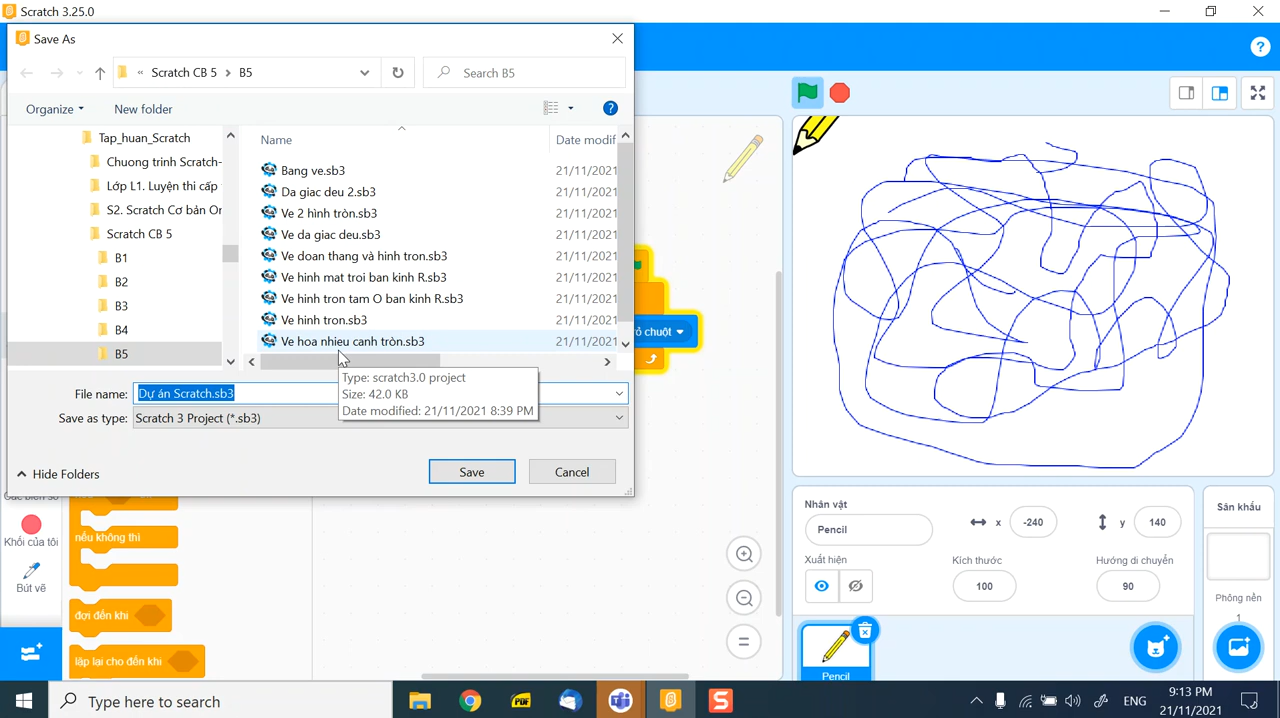 Scratch 3.25.0
Save As
« Scratch CB 5 > B5
Search B5
Organize
New folder
Tap_huan_Scratch
Chuong trinh Scratch-
Lớp L1. Luyện thi cấp
S2. Scratch Cơ bản Or
Scratch CB 5
B1
B2
B3
B4
B5
Name
Date modif
Bang ve.sb3
21/11/2021
Da giac deu 2.sb3
21/11/2021
Ve 2 hình tròn.sb3
21/11/2021
Ve da giac deu.sb3
21/11/2021
Ve doan thang và hinh tron.sb3
21/11/2021
Ve hinh mat troi ban kinh R.sb3
21/11/2021
Ve hinh tron tam O ban kinh R.sb3
21/11/2021
Ve hinh tron.sb3
21/11/2021
Ve hoa nhieu canh tròn.sb3
21/11/2021
Type: scratch3.0 project
Size: 42.0 KB
Date modified: 21/11/2021 8:39 PM
File name:
Dự án Scratch.sb3
Save as type:
Scratch 3 Project (*.sb3)
Hide Folders
Save
Cancel
ỏ chuột
Các biến số
Khối của tôi
Bút vẽ
nếu không thì
đợi đến khi
lặp lại cho đến khi
Nhân vật
Pencil
x
-240
y
140
Xuất hiện
Kích thước
100
Hướng di chuyển
90
Pencil
Sân khấu
Phông nền
1
Type here to search
PDF
ENG
9:13 PM
21/11/2021